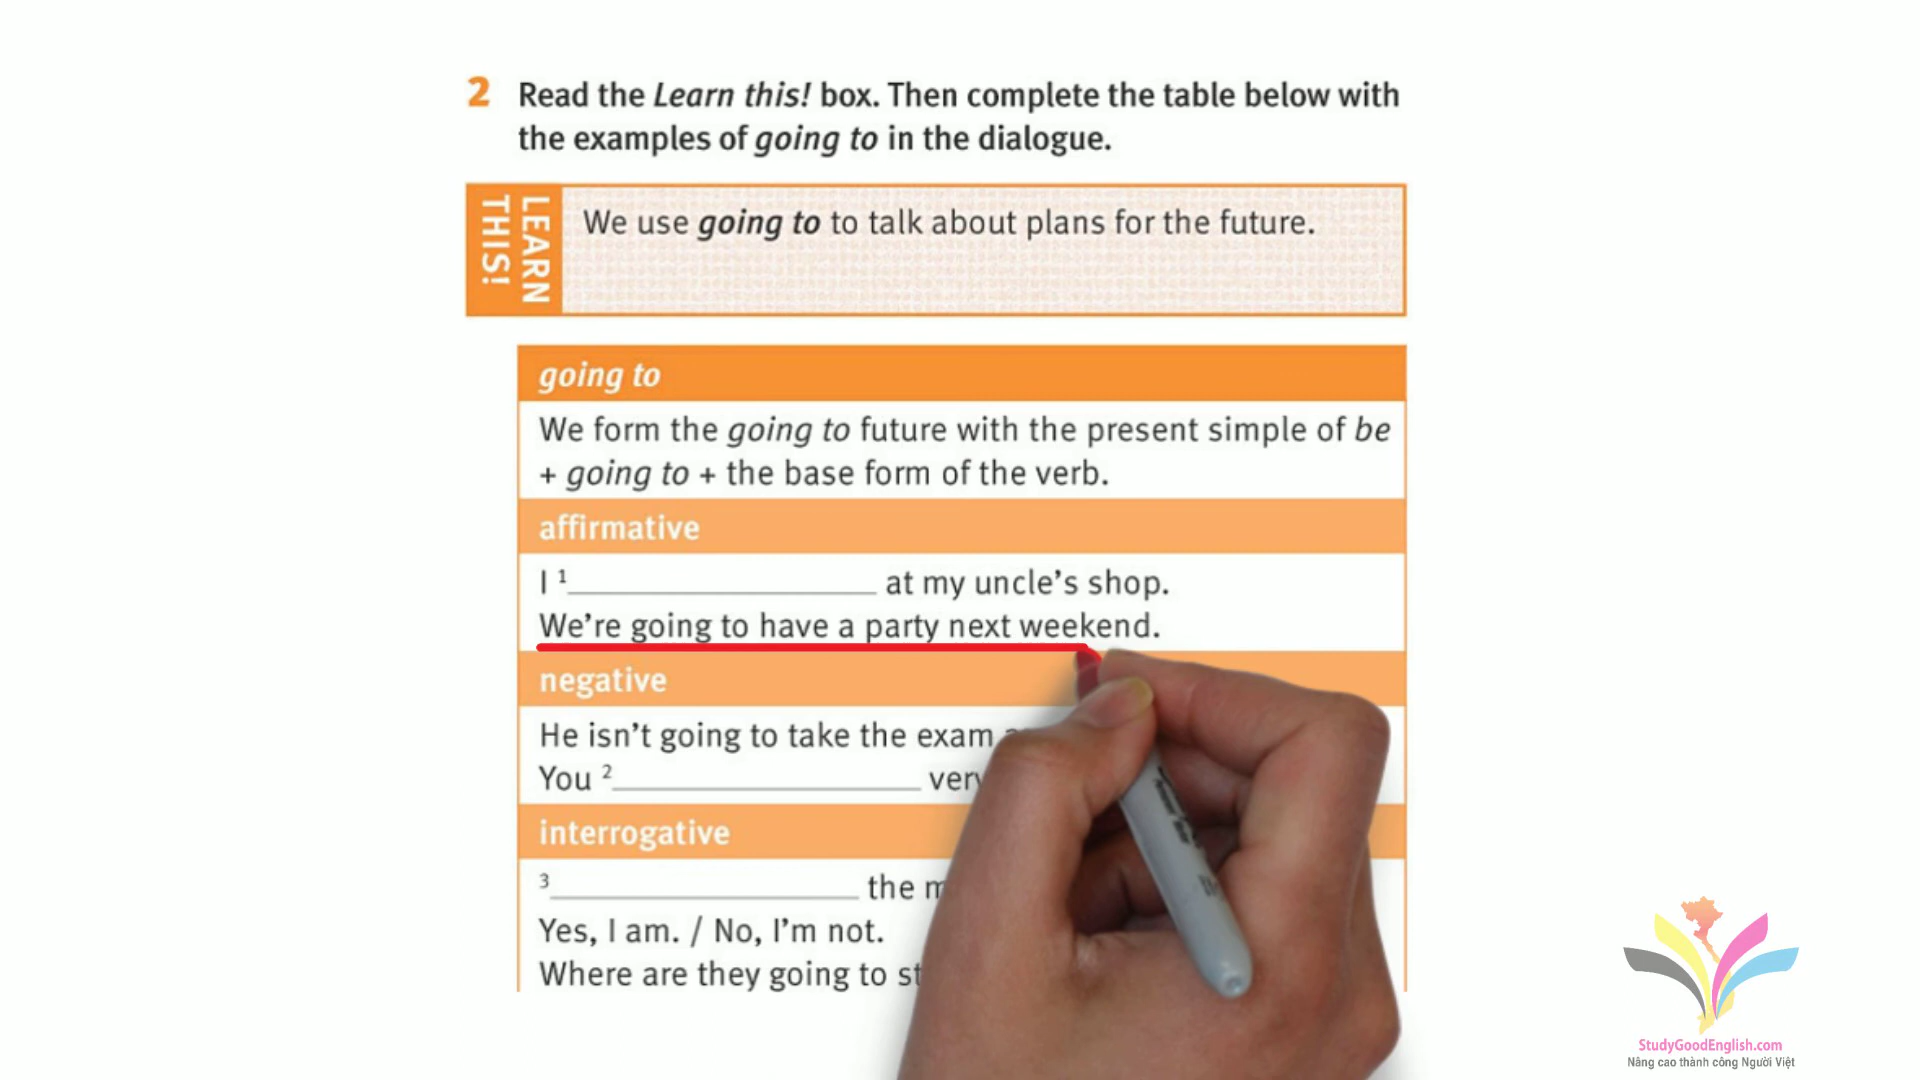 2 Read the Learn this! box. Then complete the table below with
the examples of going to in the dialogue.
LEARN
THIS!
We use going to to talk about plans for the future.
going to
We form the going to future with the present simple of be
+ going to + the base form of the verb.
affirmative
I 1 at my uncle's shop.
We're going to have a party next weekend.
negative
He isn't going to take the exam
You 2
interrogative
3 the
Yes, I am. / No, I'm not.
Where are they going to
StudyGoodEnglish.com
Nâng cao thành công Người Việt